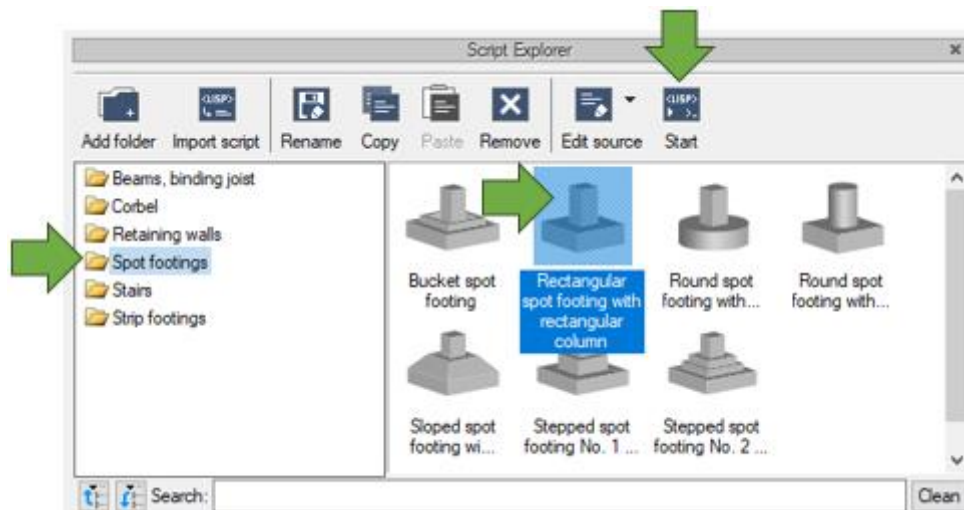 Script Explorer
Add folder Import script Rename Copy Paste Remove Edit source Start
Beams, binding joist
Corbel
Retaining walls
Spot footings
Stairs
Strip footings
Bucket spot
footing
Rectangular
spot footing with
rectangular
column
Round spot
footing with...
Round spot
footing with...
Sloped spot
footing wi...
Stepped spot
footing No. 1 ...
Stepped spot
footing No. 2 ...
Search:
Clean